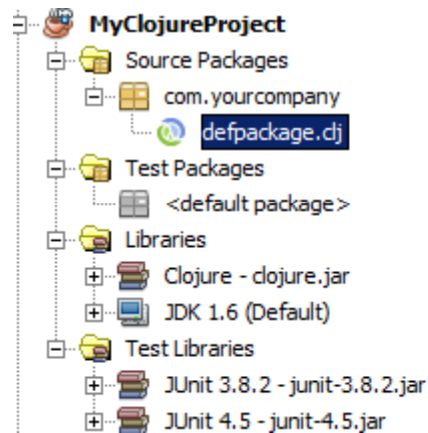 MyClojureProject
Source Packages
com.yourcompany
defpackage.clj
Test Packages
<default package>
Libraries
Clojure - clojure.jar
JDK 1.6 (Default)
Test Libraries
JUnit 3.8.2 - junit-3.8.2.jar
JUnit 4.5 - junit-4.5.jar